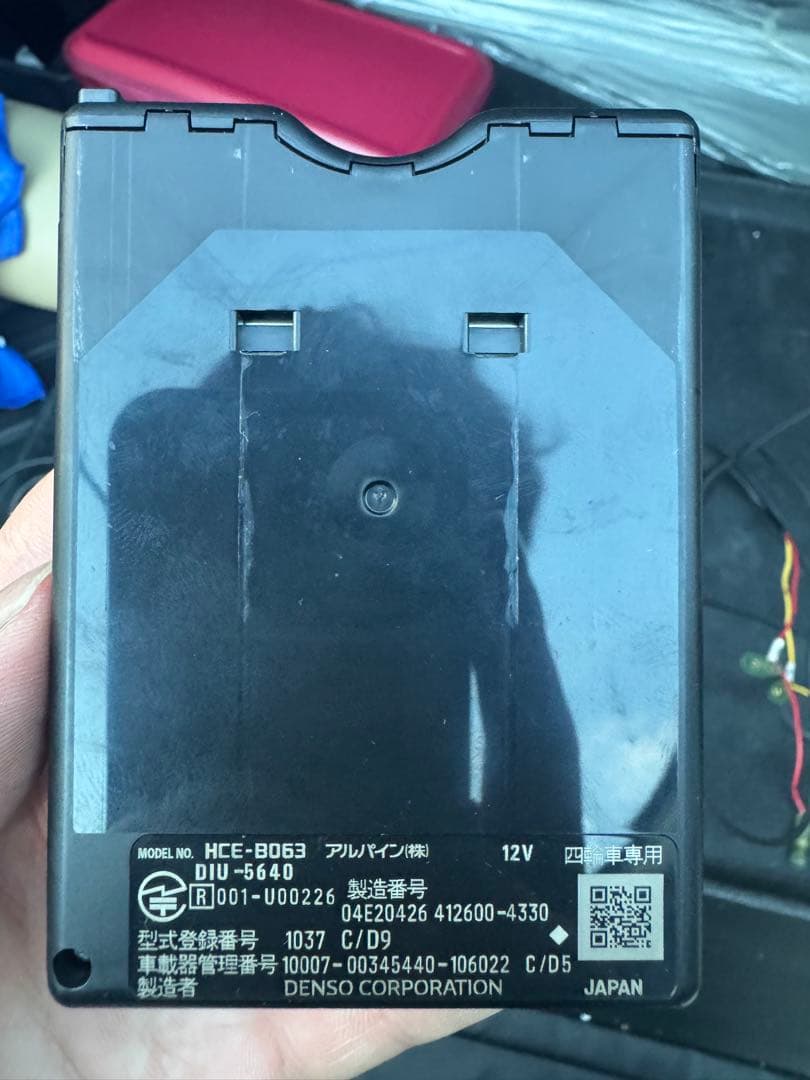 MODEL NO. HCE-B063 アルパイン(株) 12V 四輪車専用
DIU-5640
R 001-U00226 製造番号
04E20426 412600-4330
型式登録番号 1037 C/D9
車載器管理番号 10007-00345440-106022 C/D5
製造者 DENSO CORPORATION JAPAN